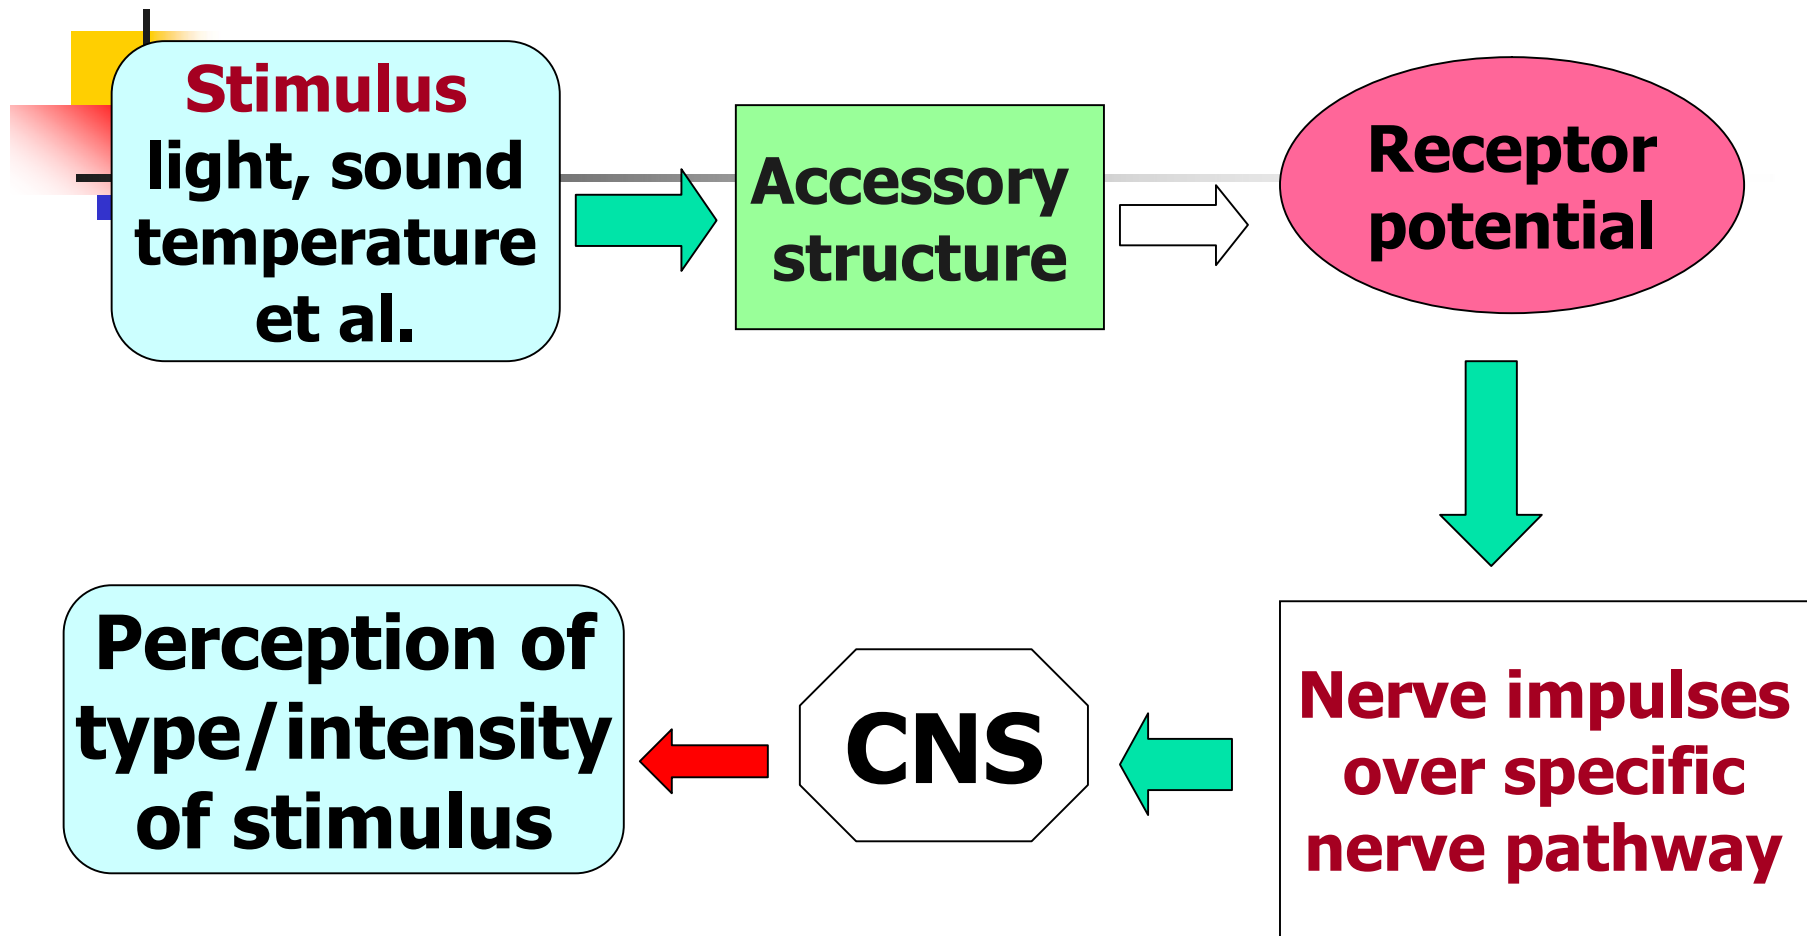 Stimulus
light, sound
temperature
et al.
Accessory
structure
Receptor
potential
Nerve impulses
over specific
nerve pathway
CNS
Perception of
type/intensity
of stimulus